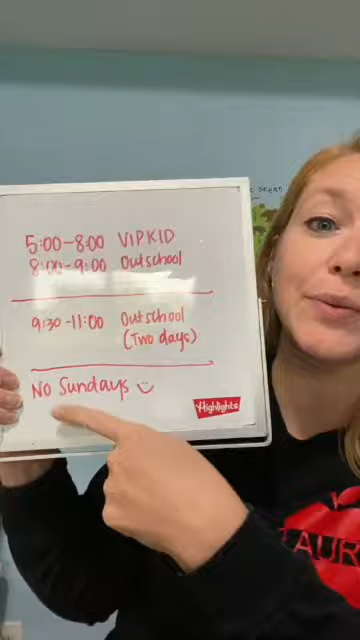 5:00-8:00 VIPKID
8:00-9:00 Outschool
9:30-11:00 Outschool
(Two days)
No Sundays
Highlights